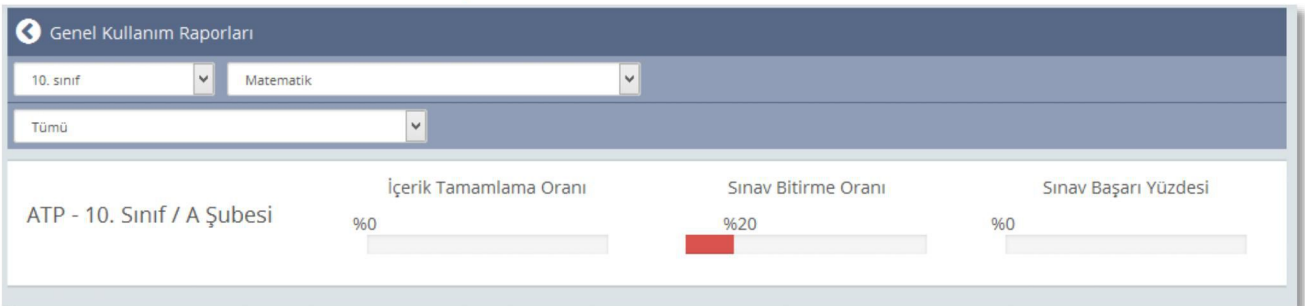 Genel Kullanım Raporları
10. sınıf Matematik
Tümü
İçerik Tamamlama Oranı Sınav Bitirme Oranı Sınav Başarı Yüzdesi
ATP - 10. Sınıf / A Şubesi
%0 %20 %0